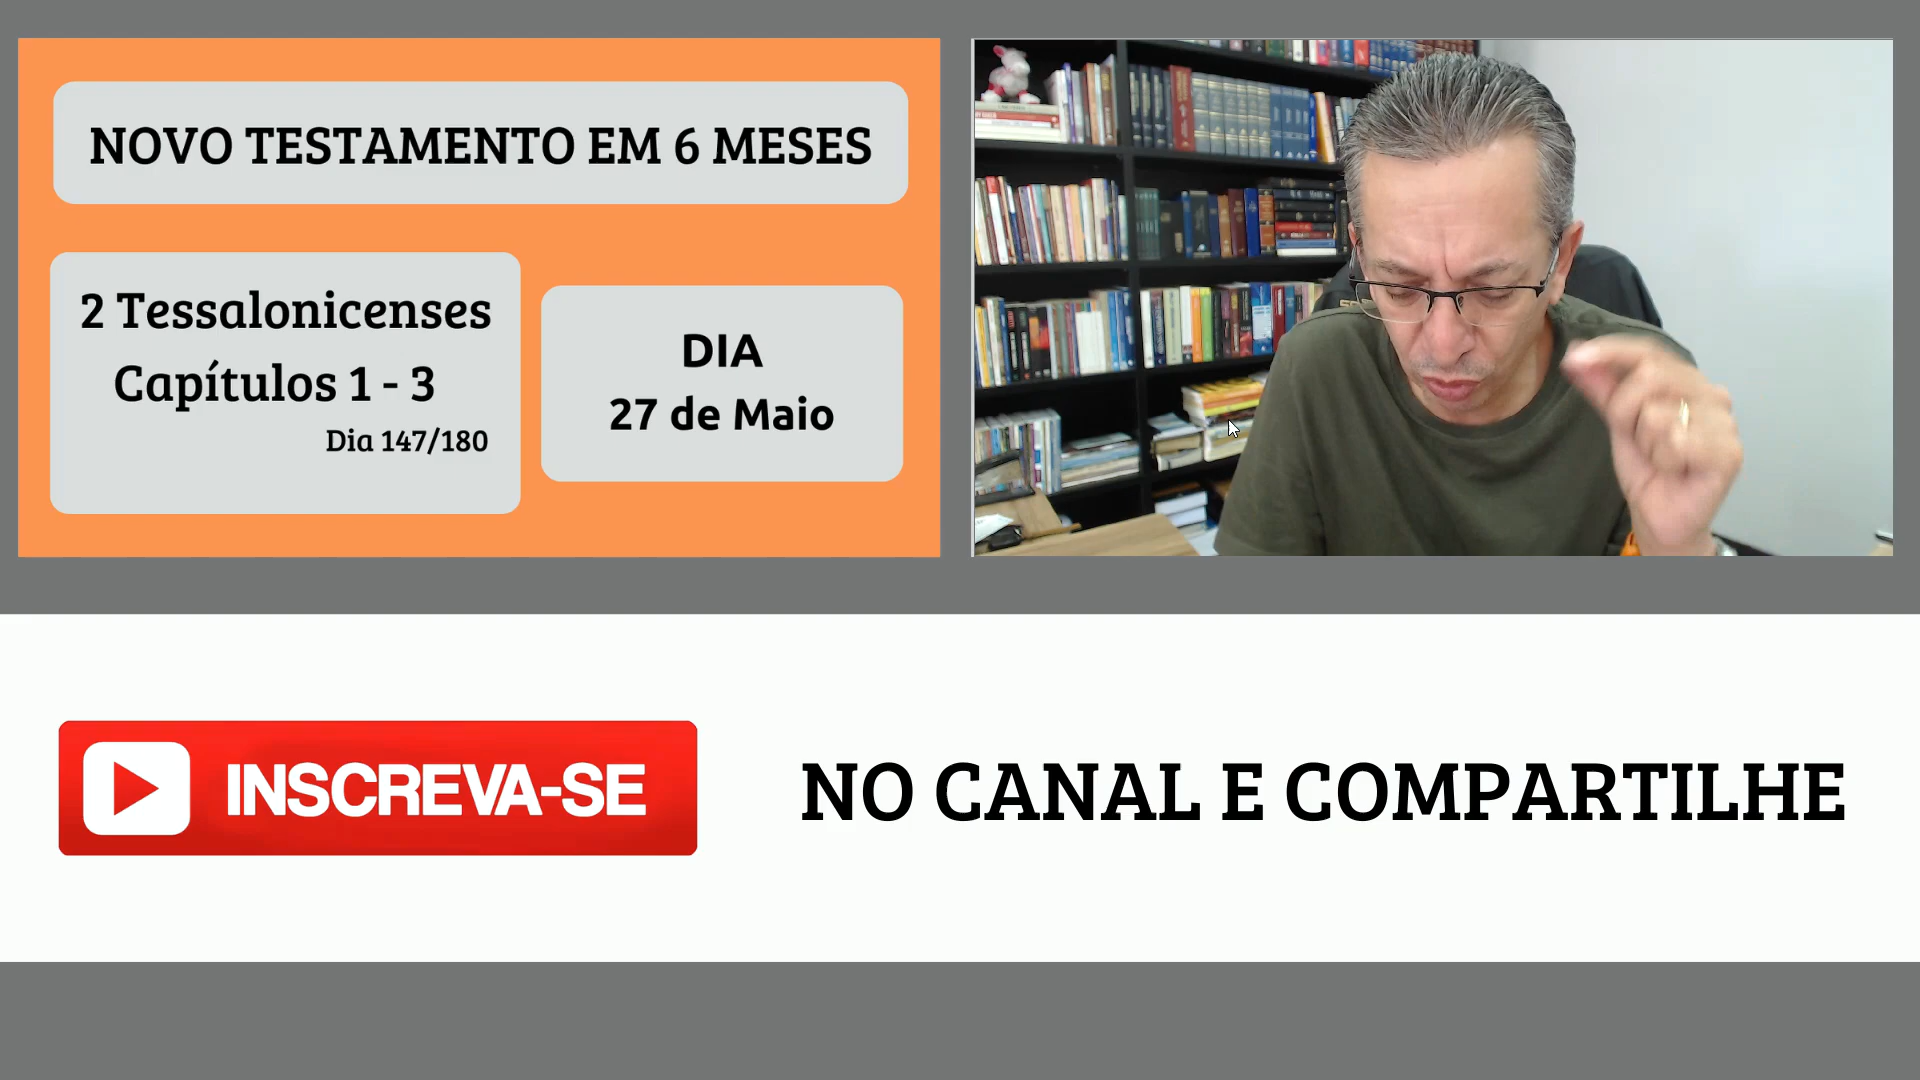 NOVO TESTAMENTO EM 6 MESES
2 Tessalonicenses
Capítulos 1 - 3
Dia 147/180
DIA
27 de Maio
INSCREVA-SE
NO CANAL E COMPARTILHE